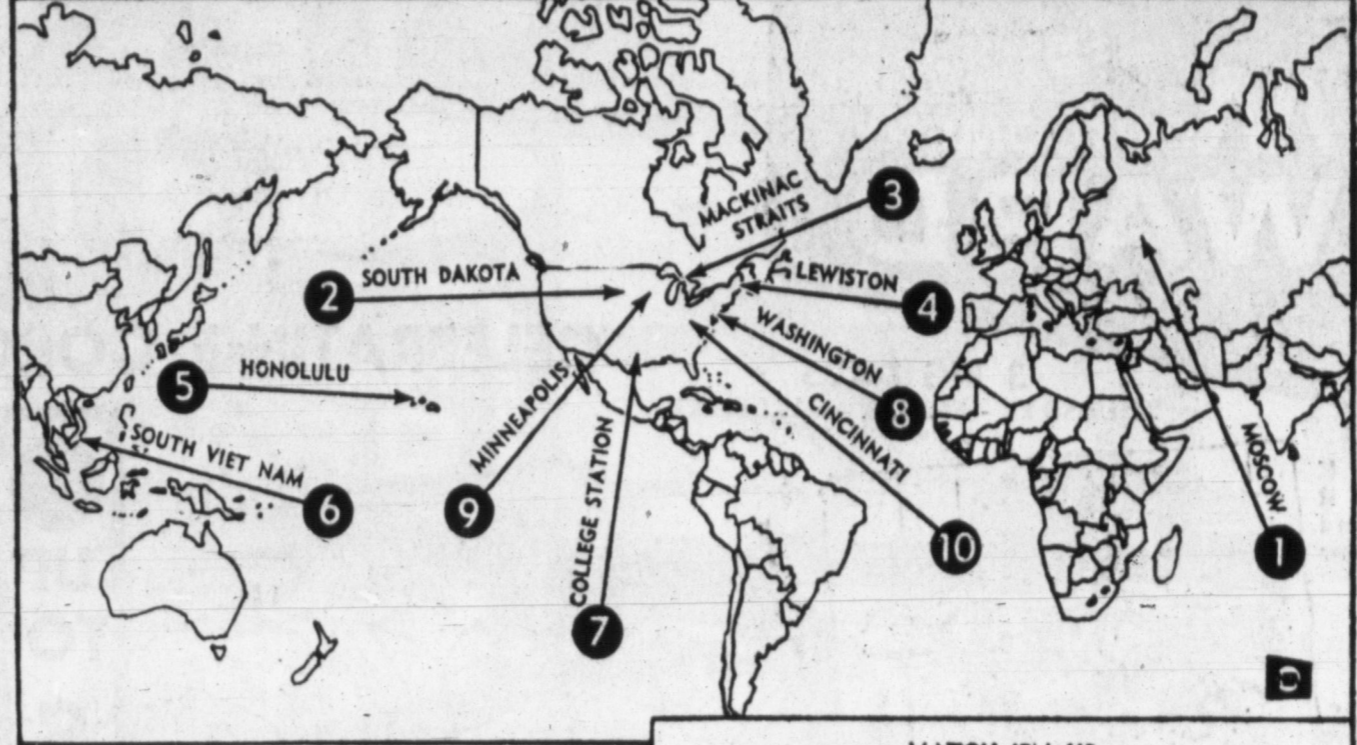 MACKINAC
STRAITS
3
2
SOUTH DAKOTA
LEWISTON
4
5
HONOLULU
WASHINGTON
8
SOUTH VIET NAM
6
MINNEAPOLIS
9
COLLEGE STATION
7
CINCINNATI
10
MOSCOW
1